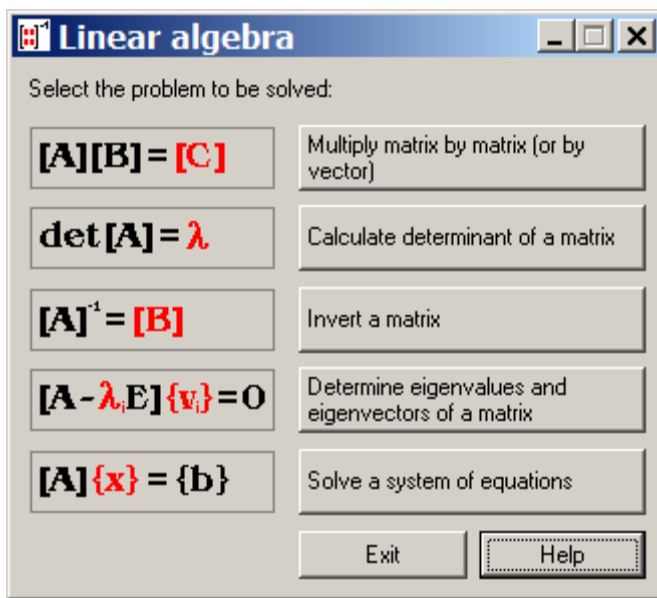 Linear algebra
Select the problem to be solved:
[A][B] = [C]
Multiply matrix by matrix (or by
vector)
det[A] = λ
Calculate determinant of a matrix
[A]⁻¹ = [B]
Invert a matrix
[A-λᵢE]{vᵢ}=0
Determine eigenvalues and
eigenvectors of a matrix
[A]{x} = {b}
Solve a system of equations
Exit
Help